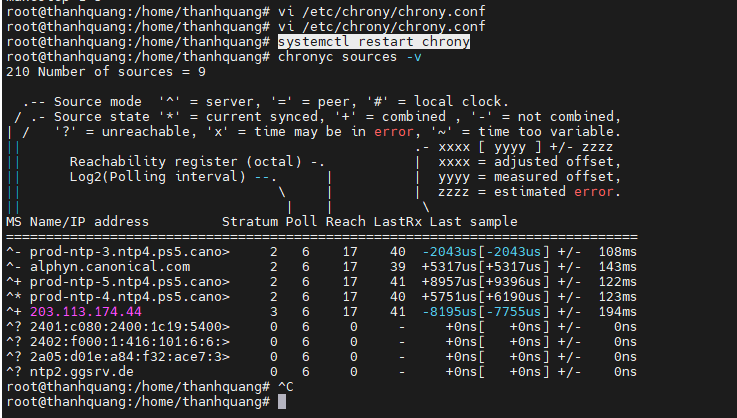 root@thanhquang:/home/thanhquang# vi /etc/chrony/chrony.conf
root@thanhquang:/home/thanhquang# vi /etc/chrony/chrony.conf
root@thanhquang:/home/thanhquang# systemctl restart chrony
root@thanhquang:/home/thanhquang# chronyc sources -v
210 Number of sources = 9
  .-- Source mode  '^' = server, '=' = peer, '#' = local clock.
 / .- Source state '*' = current synced, '+' = combined , '-' = not combined,
| /   '?' = unreachable, 'x' = time may be in error, '~' = time too variable.
||                                                 .- xxxx [ yyyy ] +/- zzzz
||      Reachability register (octal) -.           |  xxxx = adjusted offset,
||      Log2(Polling interval) --.      |          |  yyyy = measured offset,
||                                \     |          |  zzzz = estimated error.
||                                 |    |           \
MS Name/IP address         Stratum Poll Reach LastRx Last sample
===============================================================================
^- prod-ntp-3.ntp4.ps5.cano>     2   6    17    40  -2043us[-2043us] +/-  108ms
^- alphyn.canonical.com          2   6    17    39  +5317us[+5317us] +/-  143ms
^+ prod-ntp-5.ntp4.ps5.cano>     2   6    17    41  +8957us[+9396us] +/-  122ms
^* prod-ntp-4.ntp4.ps5.cano>     2   6    17    40  +5751us[+6190us] +/-  123ms
^+ 203.113.174.44                3   6    17    41  -8195us[-7755us] +/-  194ms
^? 2401:c080:2400:1c19:5400>     0   6     0     -     +0ns[   +0ns] +/-    0ns
^? 2402:f000:1:416:101:6:6:>     0   6     0     -     +0ns[   +0ns] +/-    0ns
^? 2a05:d01e:a84:f32:ace7:3>     0   6     0     -     +0ns[   +0ns] +/-    0ns
^? ntp2.ggsrv.de                 0   6     0     -     +0ns[   +0ns] +/-    0ns
root@thanhquang:/home/thanhquang# ^C
root@thanhquang:/home/thanhquang#